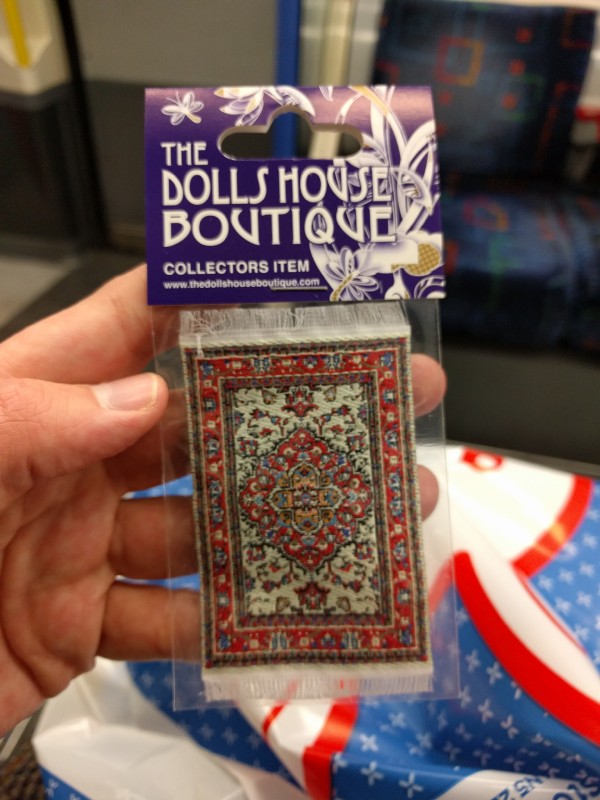 THE
DOLLS HOUSE
BOUTIQUE
COLLECTORS ITEM
www.thedollshouseboutique.com